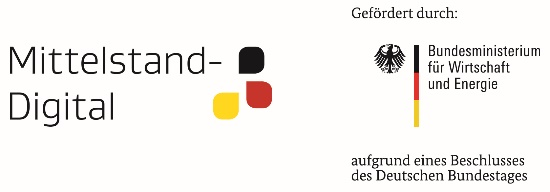 Mittelstand-
Digital
Gefördert durch:
Bundesministerium
für Wirtschaft
und Energie
aufgrund eines Beschlusses
des Deutschen Bundestages